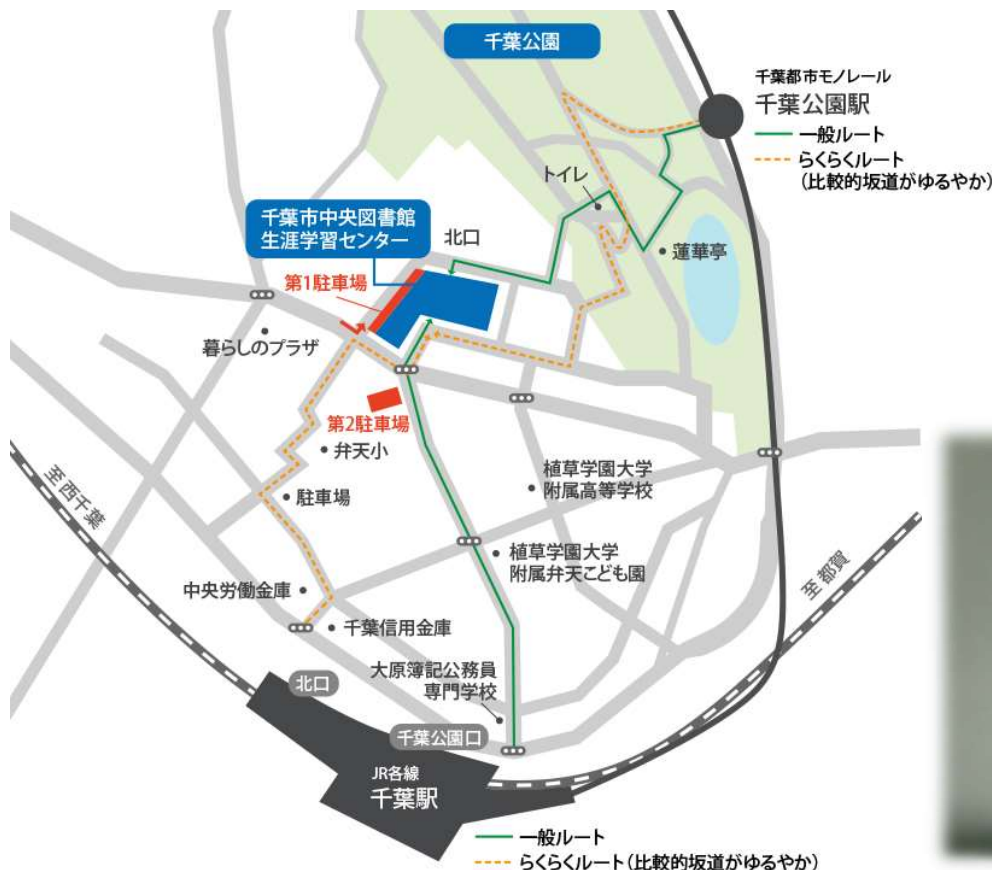 千葉公園
千葉都市モノレール
千葉公園駅
一般ルート
らくらくルート
(比較的坂道がゆるやか)
トイレ
千葉市中央図書館
生涯学習センター
北口
蓮華亭
第1駐車場
暮らしのプラザ
第2駐車場
弁天小
至西千葉
駐車場
植草学園大学
附属高等学校
植草学園大学
附属弁天こども園
至都賀
中央労働金庫
千葉信用金庫
大原簿記公務員
専門学校
北口
千葉公園口
JR各線
千葉駅
一般ルート
らくらくルート(比較的坂道がゆるやか)